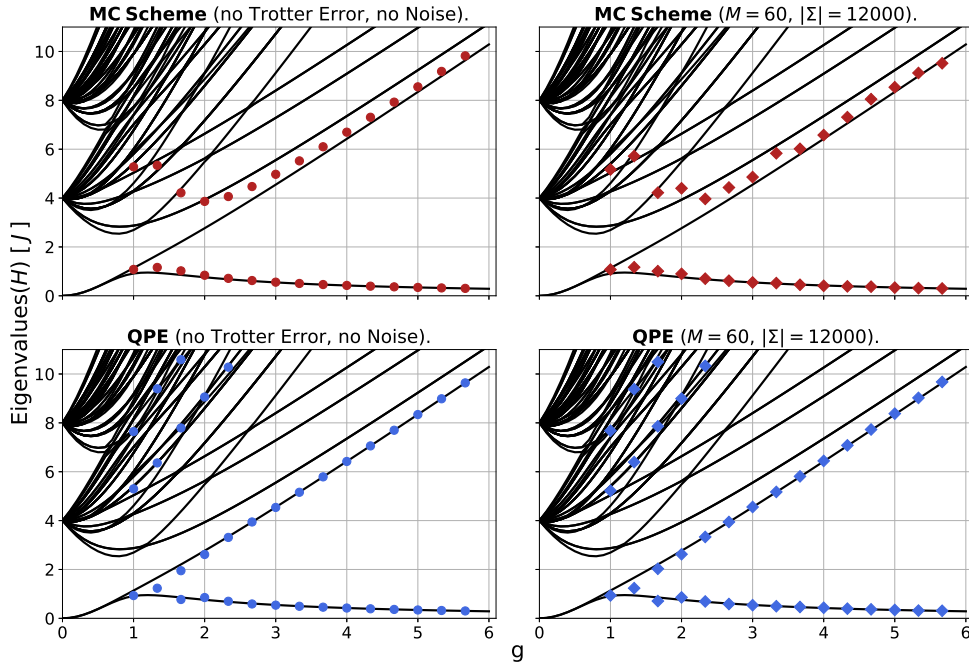 MC Scheme (no Trotter Error, no Noise).
MC Scheme (M = 60, |Σ| = 12000).
10
8
6
4
2
0
QPE (no Trotter Error, no Noise).
QPE (M = 60, |Σ| = 12000).
10
8
6
4
2
0
0 1 2 3 4 5 6
0 1 2 3 4 5 6
Eigenvalues(H) [J]
g